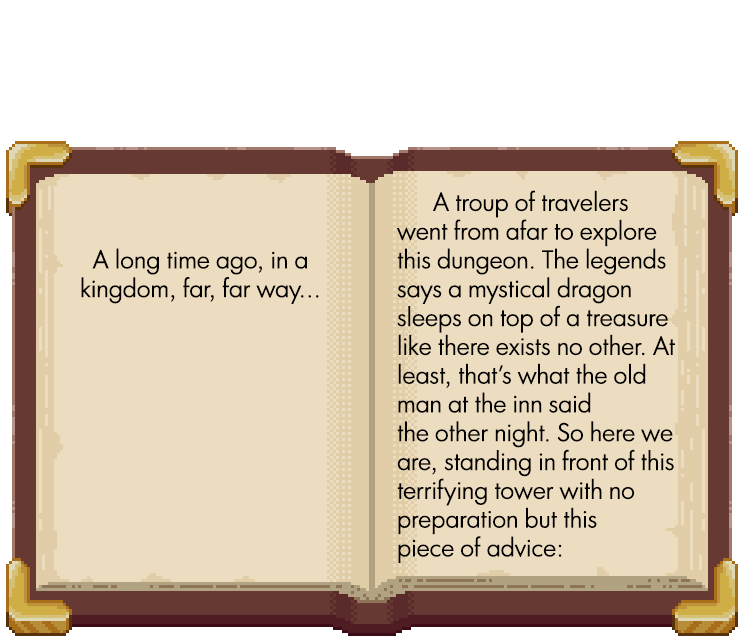 A long time ago, in a
kingdom, far, far way...
A troup of travelers
went from afar to explore
this dungeon. The legends
says a mystical dragon
sleeps on top of a treasure
like there exists no other. At
least, that's what the old
man at the inn said
the other night. So here we
are, standing in front of this
terrifying tower with no
preparation but this
piece of advice: